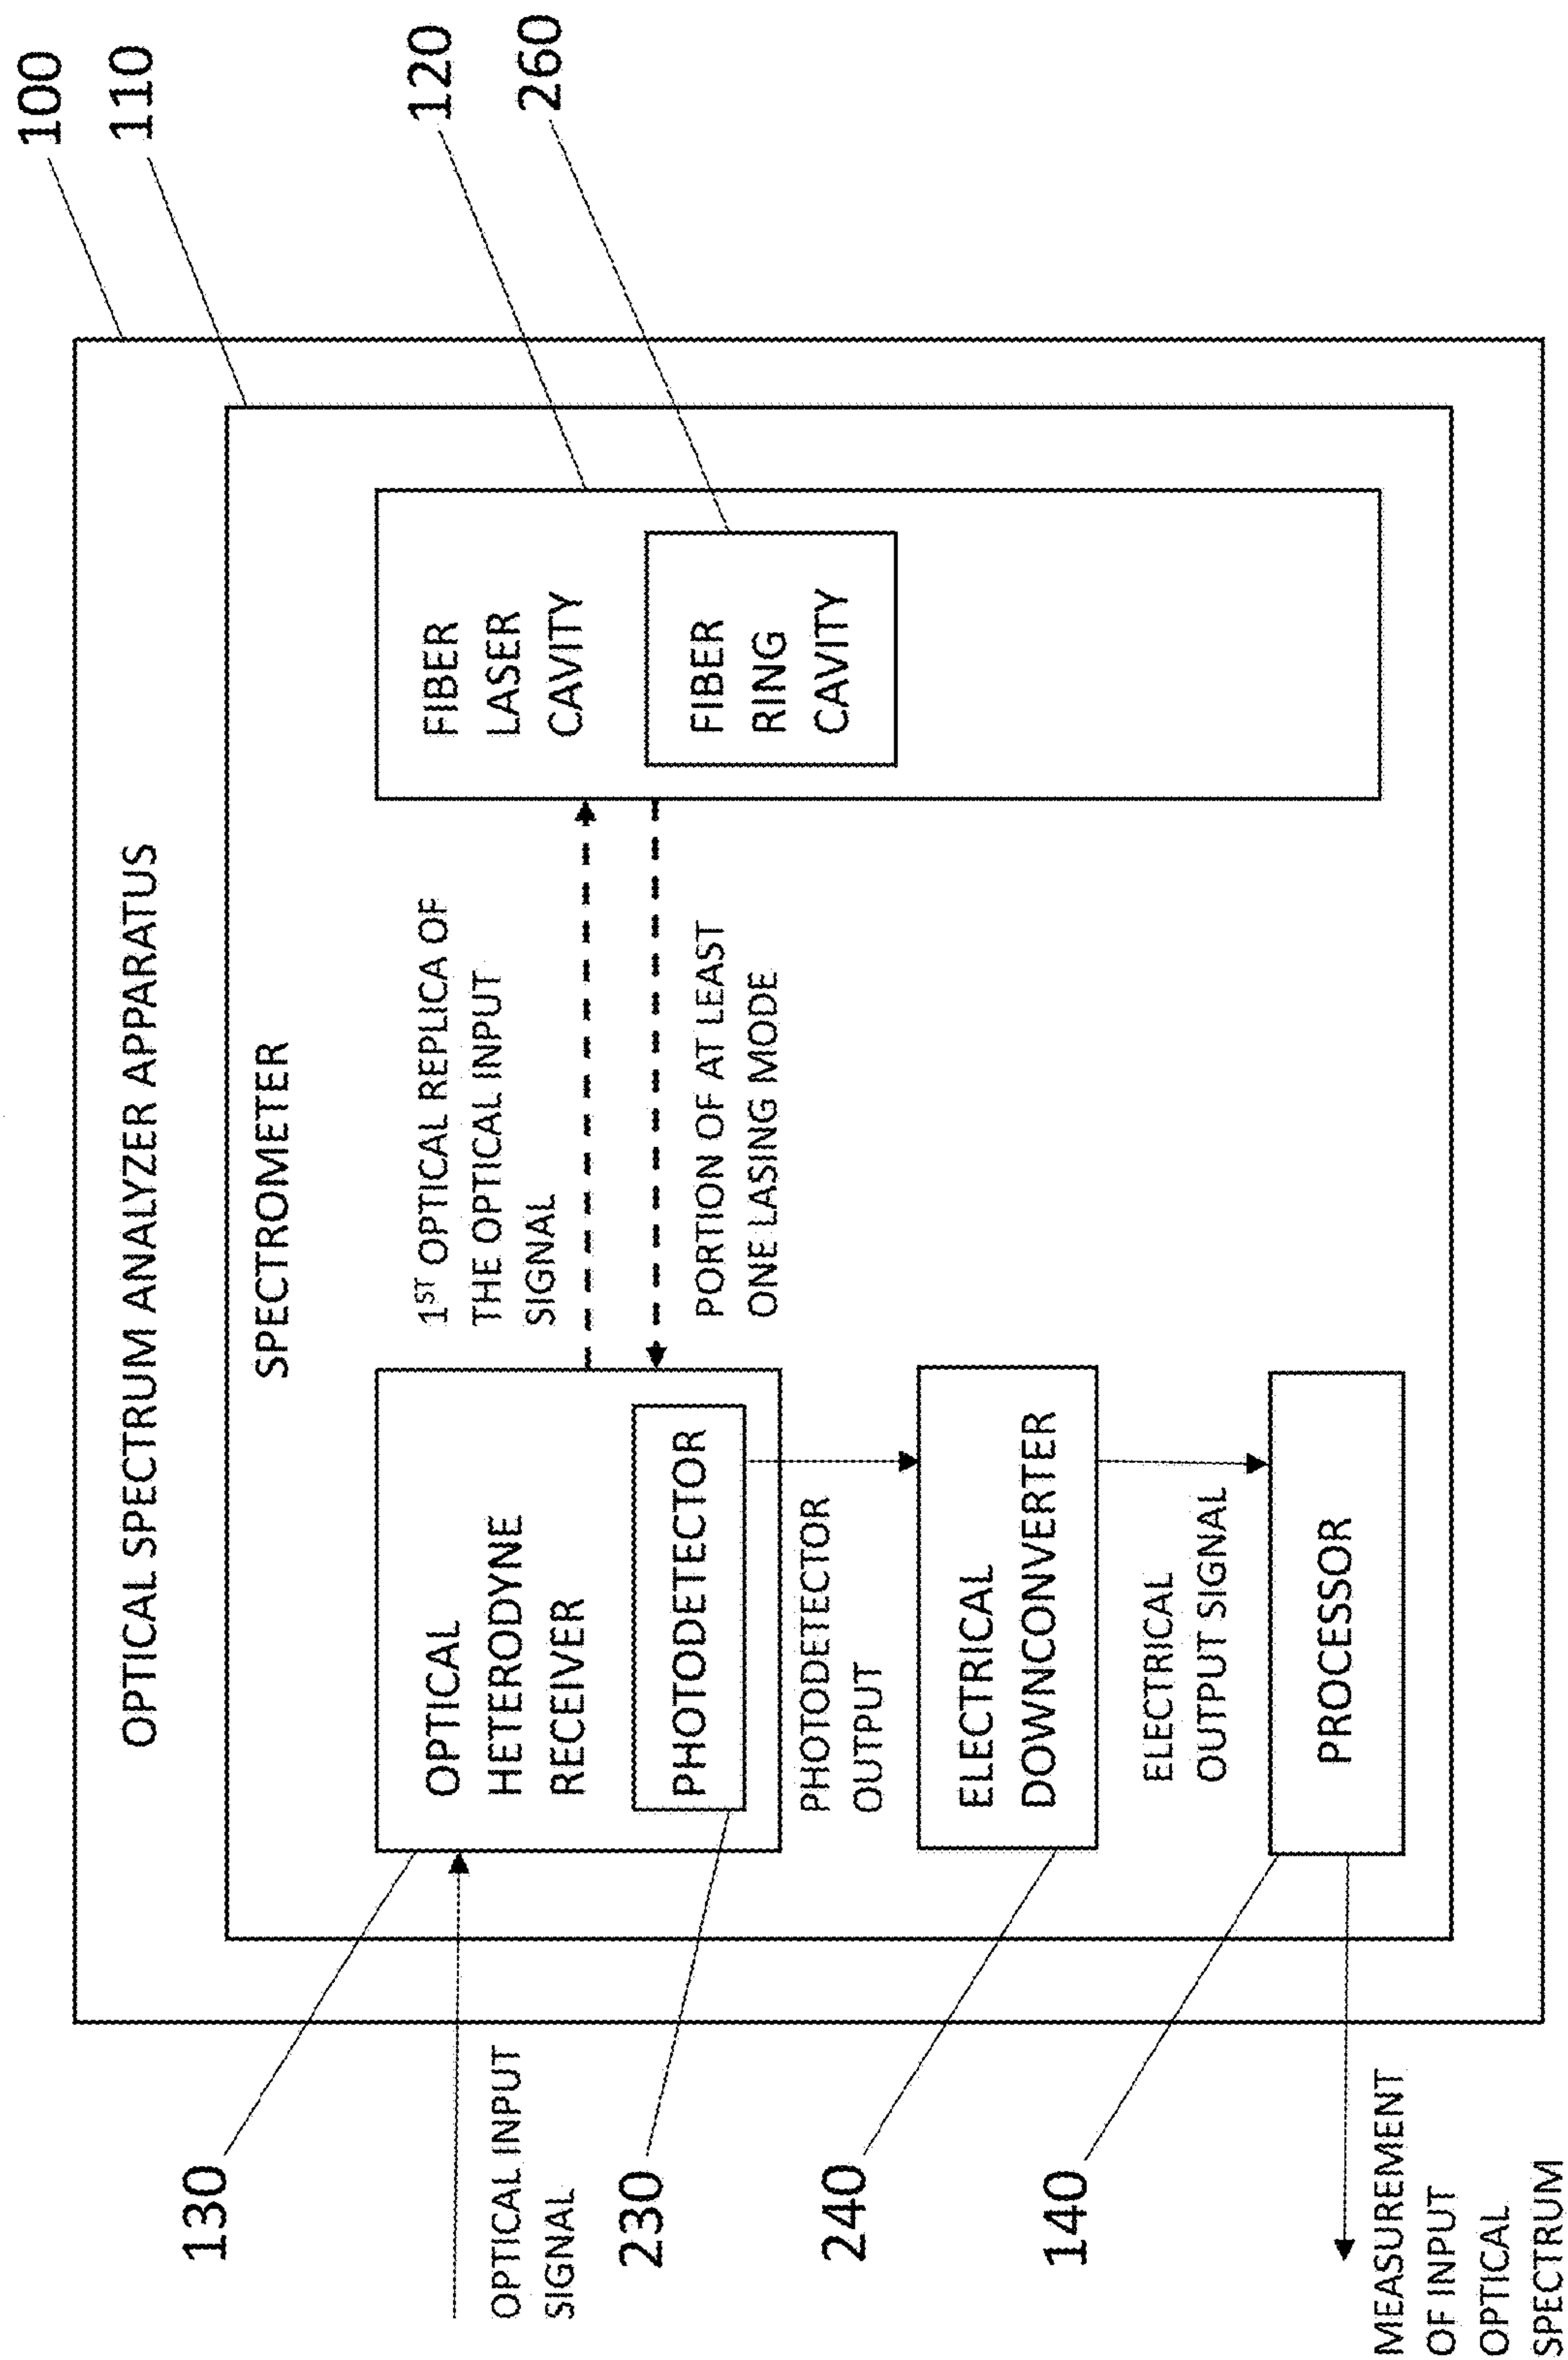 100
110
120
260
OPTICAL SPECTRUM ANALYZER APPARATUS
SPECTROMETER
130
OPTICAL INPUT
SIGNAL
OPTICAL
HETERODYNE
RECEIVER
230
PHOTODETECTOR
1ST OPTICAL REPLICA OF
THE OPTICAL INPUT
SIGNAL
PORTION OF AT LEAST
ONE LASING MODE
FIBER
LASER
CAVITY
FIBER
RING
CAVITY
PHOTODETECTOR
OUTPUT
240
ELECTRICAL
DOWNCONVERTER
ELECTRICAL
OUTPUT SIGNAL
140
PROCESSOR
MEASUREMENT
OF INPUT
OPTICAL
SPECTRUM